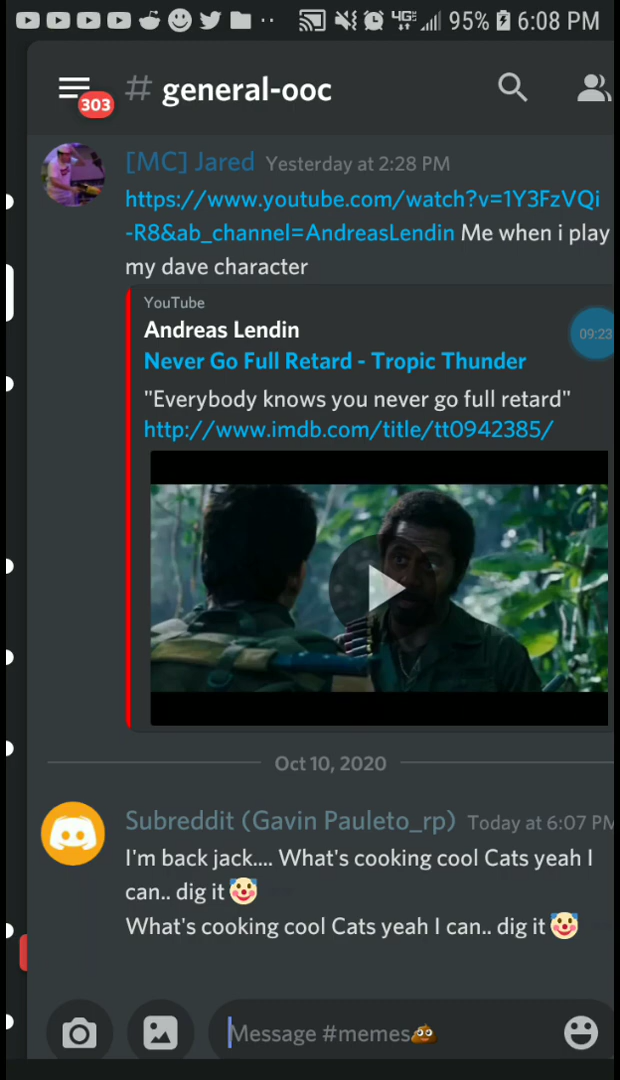 95% 6:08 PM
303
# general-ooc
[MC] Jared Yesterday at 2:28 PM
https://www.youtube.com/watch?v=1Y3FzVQi
-R8&ab_channel=AndreasLendin Me when i play
my dave character
YouTube
Andreas Lendin
09:23
Never Go Full Retard - Tropic Thunder
"Everybody knows you never go full retard"
http://www.imdb.com/title/tt0942385/
Oct 10, 2020
Subreddit (Gavin Pauleto_rp) Today at 6:07 PM
I'm back jack.... What's cooking cool Cats yeah I
can.. dig it 🤡
What's cooking cool Cats yeah I can.. dig it 🤡
Message #memes💩